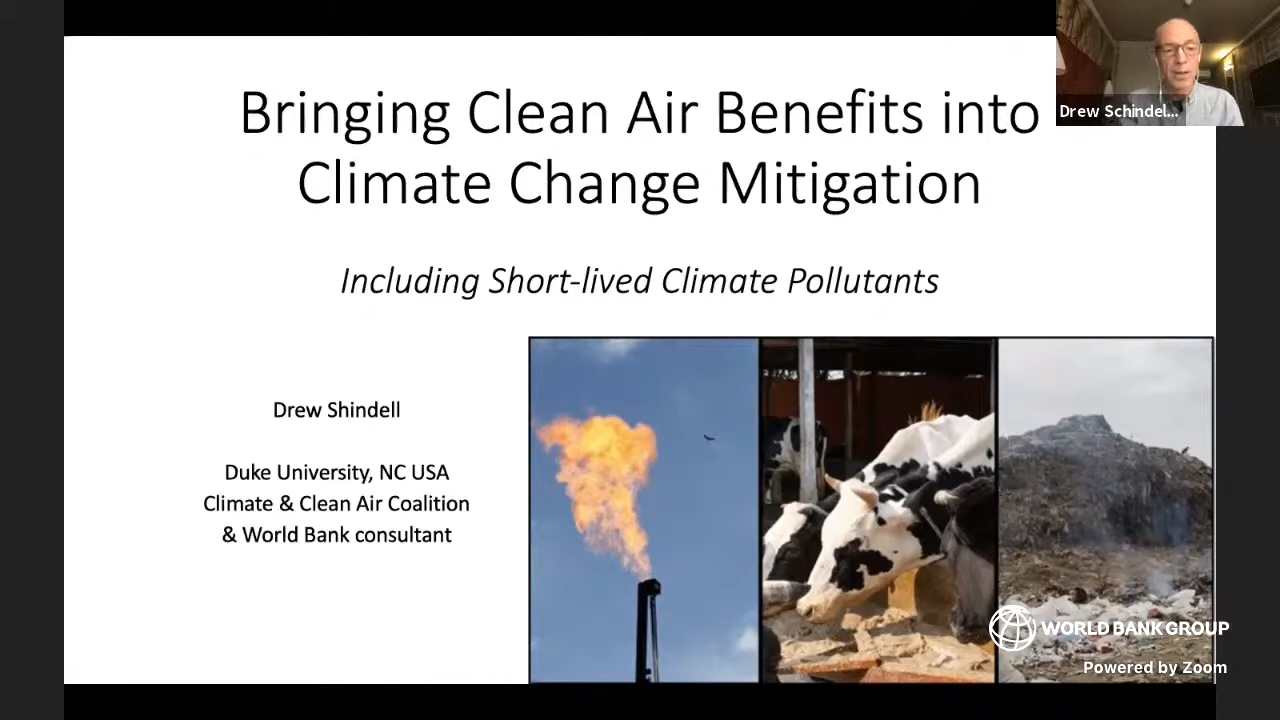 Bringing Clean Air Benefits into
Climate Change Mitigation
Drew Schindel...
Including Short-lived Climate Pollutants
Drew Shindell
Duke University, NC USA
Climate & Clean Air Coalition
& World Bank consultant
WORLD BANK GROUP
Powered by Zoom